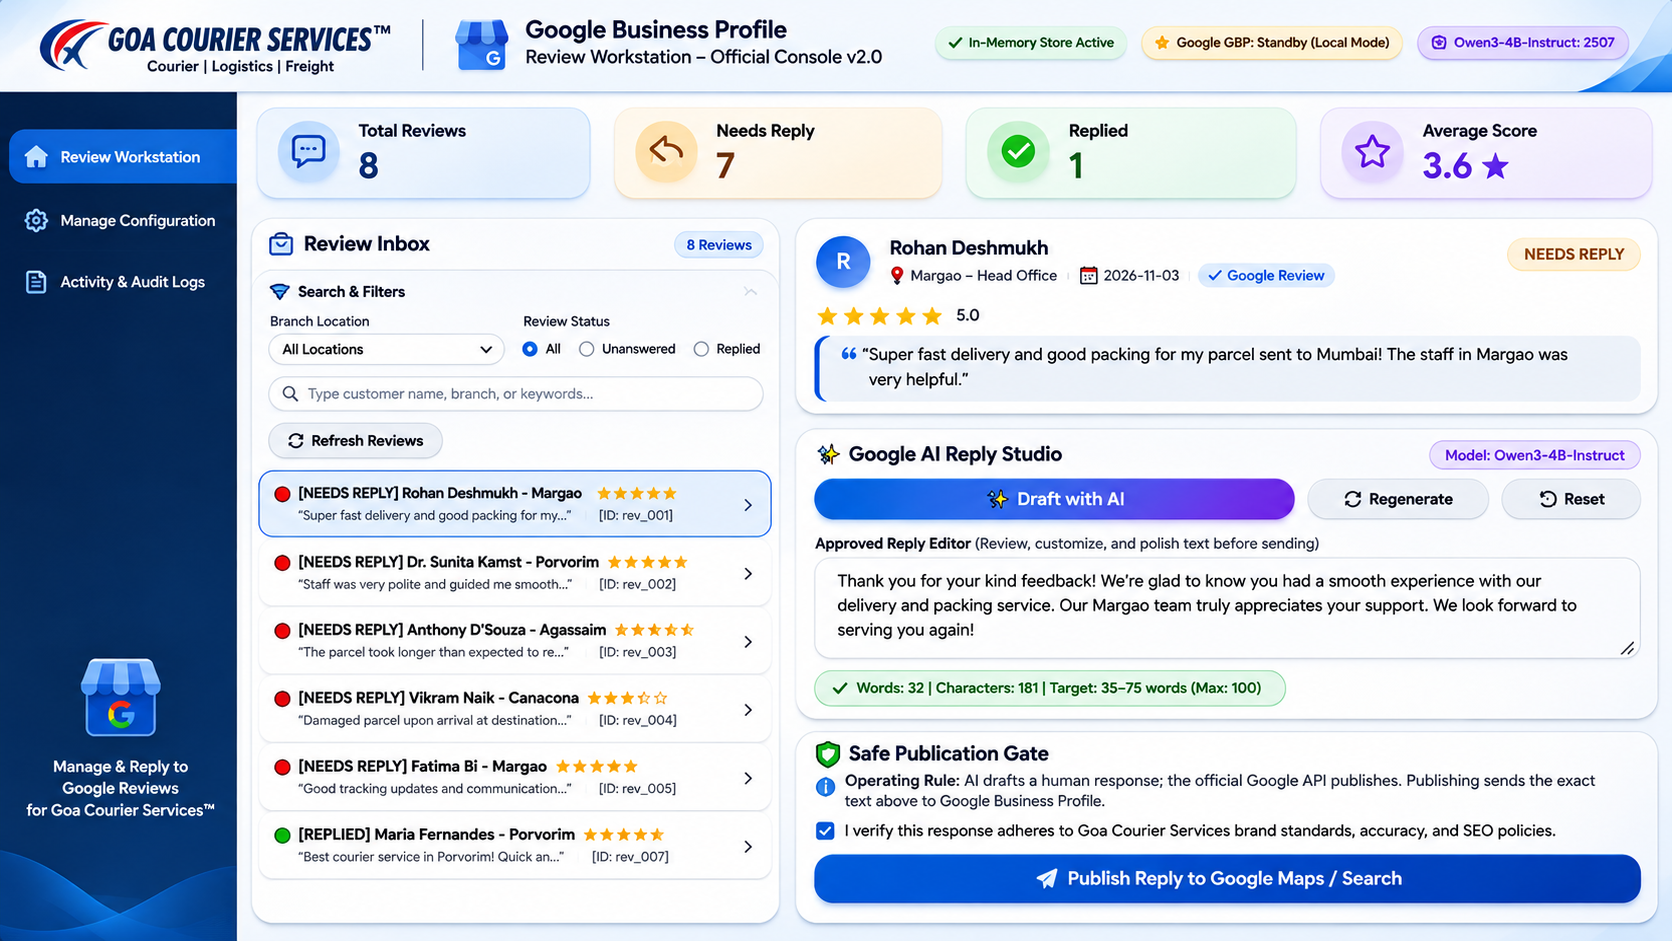 GOA COURIER SERVICES™
Courier | Logistics | Freight
Google Business Profile
Review Workstation – Official Console v2.0
In-Memory Store Active
Google GBP: Standby (Local Mode)
Owen3-4B-Instruct: 2507
Review Workstation
Manage Configuration
Activity & Audit Logs
G
Manage & Reply to
Google Reviews
for Goa Courier Services™
Total Reviews
8
Needs Reply
7
Replied
1
Average Score
3.6 ★
Review Inbox
8 Reviews
Search & Filters
Branch Location
All Locations
Review Status
All
Unanswered
Replied
Type customer name, branch, or keywords...
Refresh Reviews
[NEEDS REPLY] Rohan Deshmukh - Margao
“Super fast delivery and good packing for my...” [ID: rev_001]
[NEEDS REPLY] Dr. Sunita Kamst - Porvorim
“Staff was very polite and guided me smooth...” [ID: rev_002]
[NEEDS REPLY] Anthony D'Souza - Agassaim
“The parcel took longer than expected to re...” [ID: rev_003]
[NEEDS REPLY] Vikram Naik - Canacona
“Damaged parcel upon arrival at destination...” [ID: rev_004]
[NEEDS REPLY] Fatima Bi - Margao
“Good tracking updates and communication...” [ID: rev_005]
[REPLIED] Maria Fernandes - Porvorim
“Best courier service in Porvorim! Quick an...” [ID: rev_007]
R
Rohan Deshmukh
Margao – Head Office
2026-11-03
Google Review
NEEDS REPLY
5.0
“Super fast delivery and good packing for my parcel sent to Mumbai! The staff in Margao was
very helpful.”
Google AI Reply Studio
Model: Owen3-4B-Instruct
Draft with AI
Regenerate
Reset
Approved Reply Editor (Review, customize, and polish text before sending)
Thank you for your kind feedback! We’re glad to know you had a smooth experience with our
delivery and packing service. Our Margao team truly appreciates your support. We look forward to
serving you again!
Words: 32 | Characters: 181 | Target: 35–75 words (Max: 100)
Safe Publication Gate
Operating Rule: AI drafts a human response; the official Google API publishes. Publishing sends the exact
text above to Google Business Profile.
I verify this response adheres to Goa Courier Services brand standards, accuracy, and SEO policies.
Publish Reply to Google Maps / Search